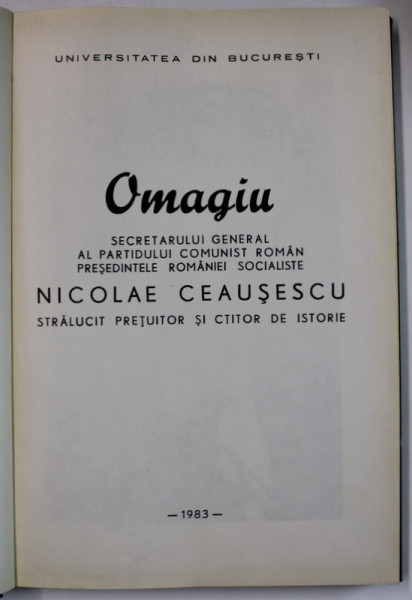 UNIVERSITATEA DIN BUCUREŞTI
Omagiu
SECRETARULUI GENERAL
AL PARTIDULUI COMUNIST ROMÂN
PREŞEDINTELE ROMÂNIEI SOCIALISTE
NICOLAE CEAUŞESCU
STRĂLUCIT PREŢUITOR ŞI CTITOR DE ISTORIE
— 1983 —